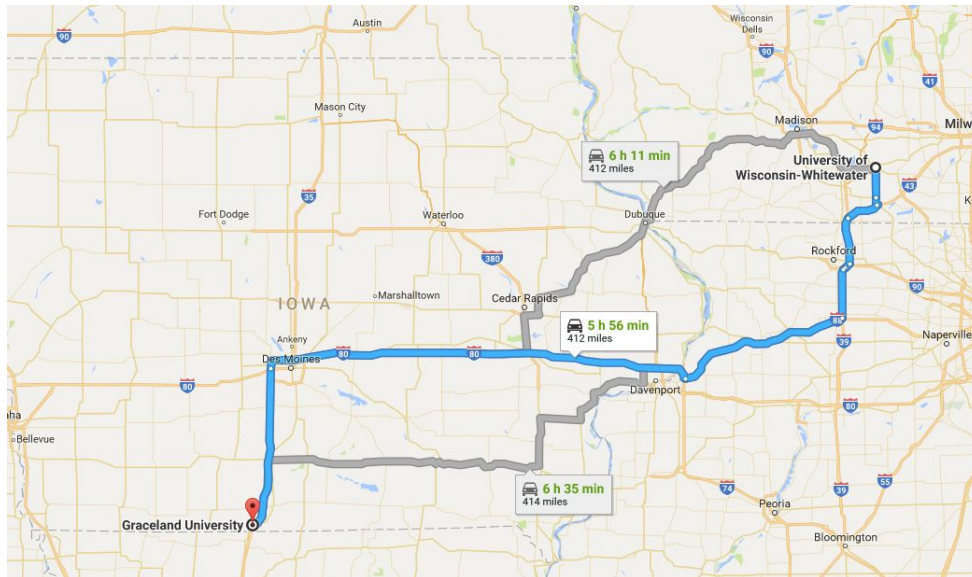 Austin
90
Wisconsin
Dells
90
41
Mason City
Madison
94
Milw
6 h 11 min
412 miles
University of
Wisconsin-Whitewater
43
35
Fort Dodge
Waterloo
Dubuque
380
Rockford
IOWA
Marshalltown
Cedar Rapids
90
5 h 56 min
412 miles
88
39
Naperville
Ankeny
Des Moines
80
80
80
Davenport
80
aha
Bellevue
6 h 35 min
414 miles
74
39
55
Peoria
Graceland University
Bloomington